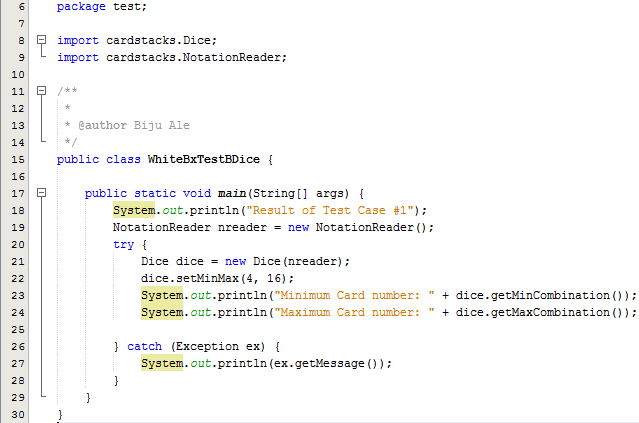 6 package test;
7
8 import cardstacks.Dice;
9 import cardstacks.NotationReader;
10
11 /**
12 *
13 * @author Biju Ale
14 */
15 public class WhiteBxTestBDice {
16
17 public static void main(String[] args) {
18 System.out.println("Result of Test Case #1");
19 NotationReader nreader = new NotationReader();
20 try {
21 Dice dice = new Dice(nreader);
22 dice.setMinMax(4, 16);
23 System.out.println("Minimum Card number: " + dice.getMinCombination());
24 System.out.println("Maximum Card number: " + dice.getMaxCombination());
25
26 } catch (Exception ex) {
27 System.out.println(ex.getMessage());
28 }
29 }
30 }